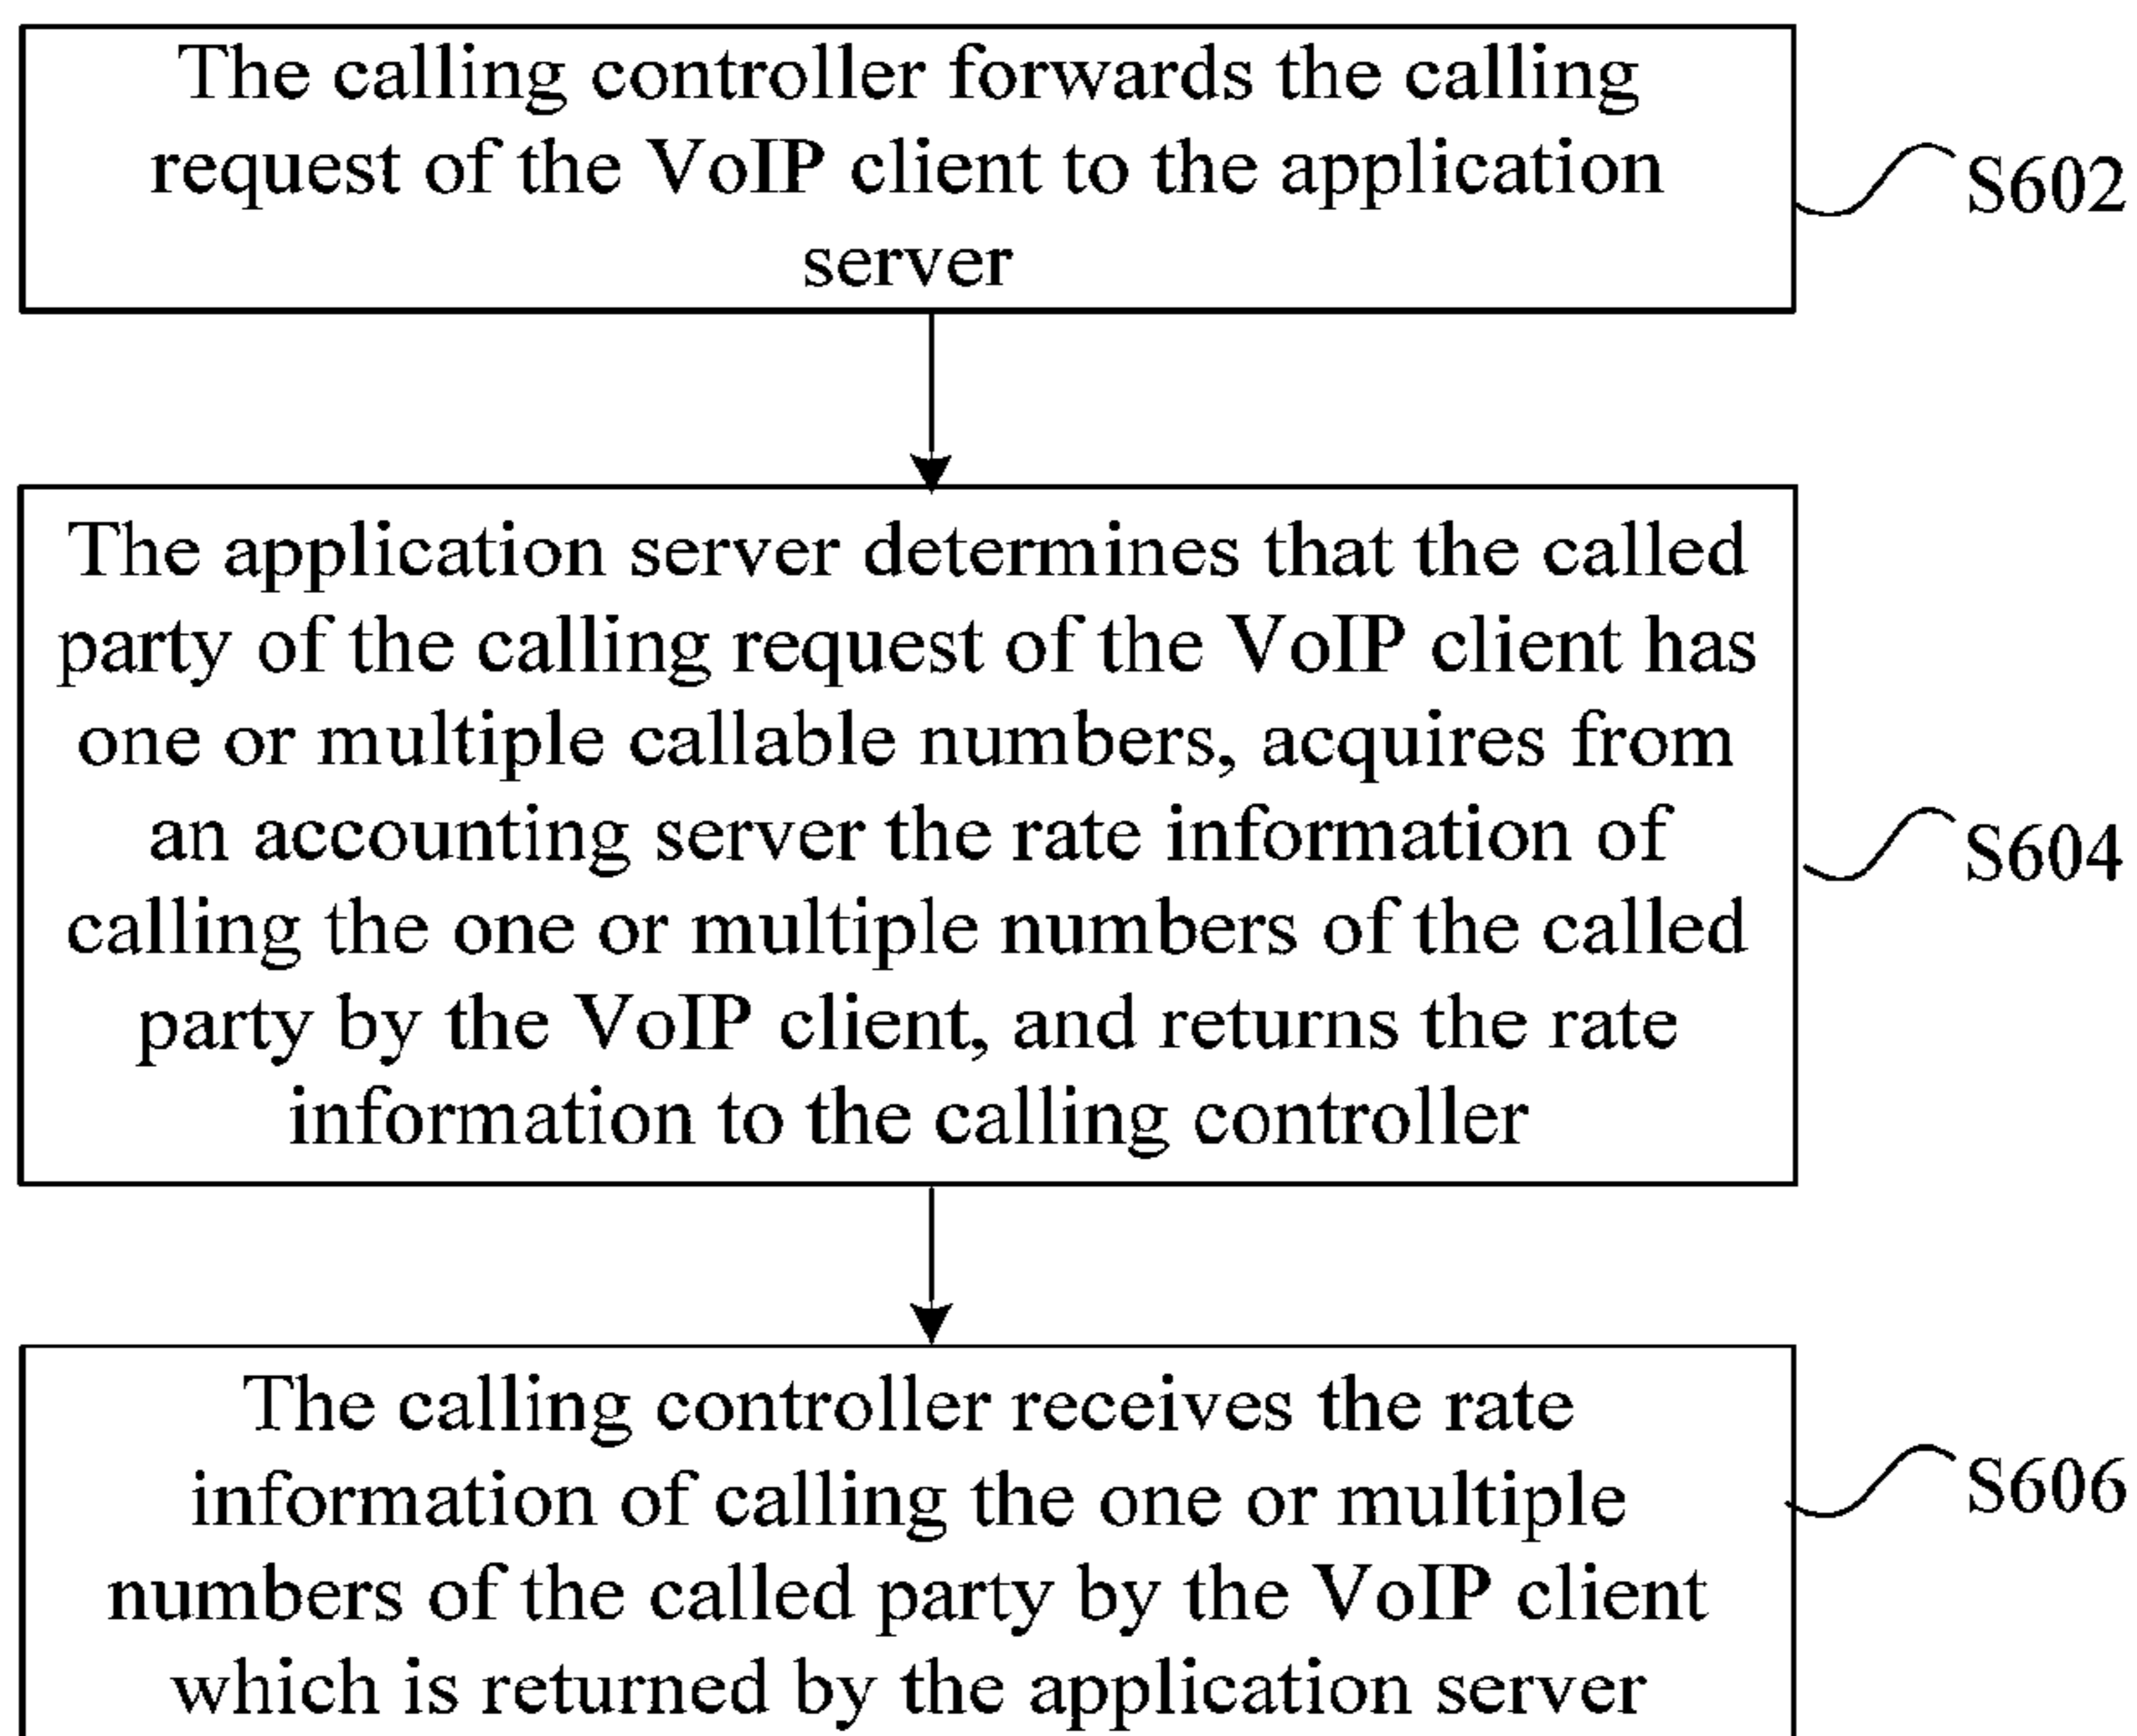 The calling controller forwards the calling
request of the VoIP client to the application
server
S602
The application server determines that the called
party of the calling request of the VoIP client has
one or multiple callable numbers, acquires from
an accounting server the rate information of
calling the one or multiple numbers of the called
party by the VoIP client, and returns the rate
information to the calling controller
S604
The calling controller receives the rate
information of calling the one or multiple
numbers of the called party by the VoIP client
which is returned by the application server
S606